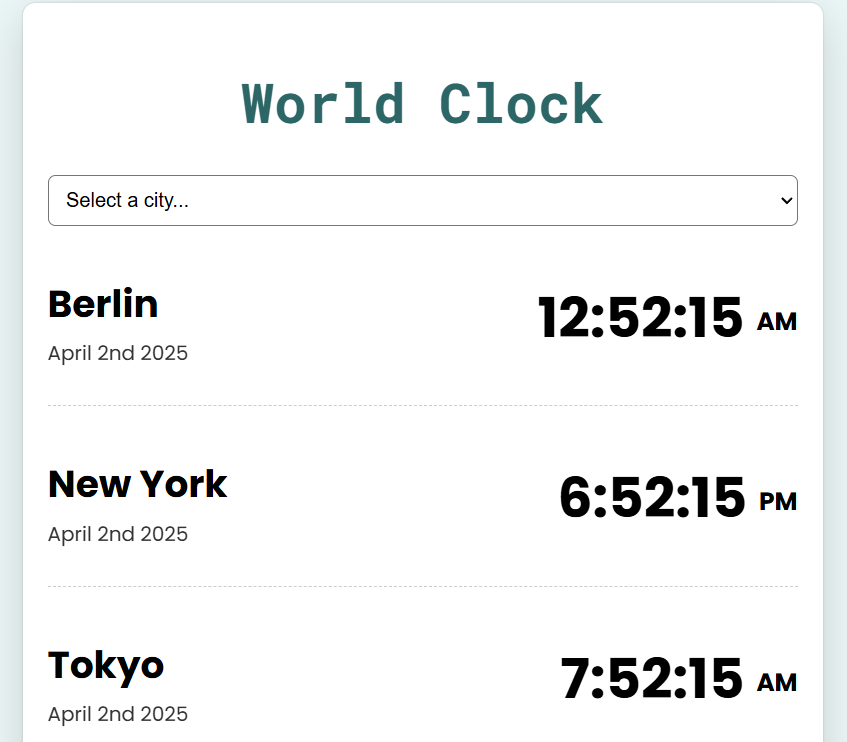 World Clock
Select a city...
Berlin
12:52:15 AM
April 2nd 2025
New York
6:52:15 PM
April 2nd 2025
Tokyo
7:52:15 AM
April 2nd 2025